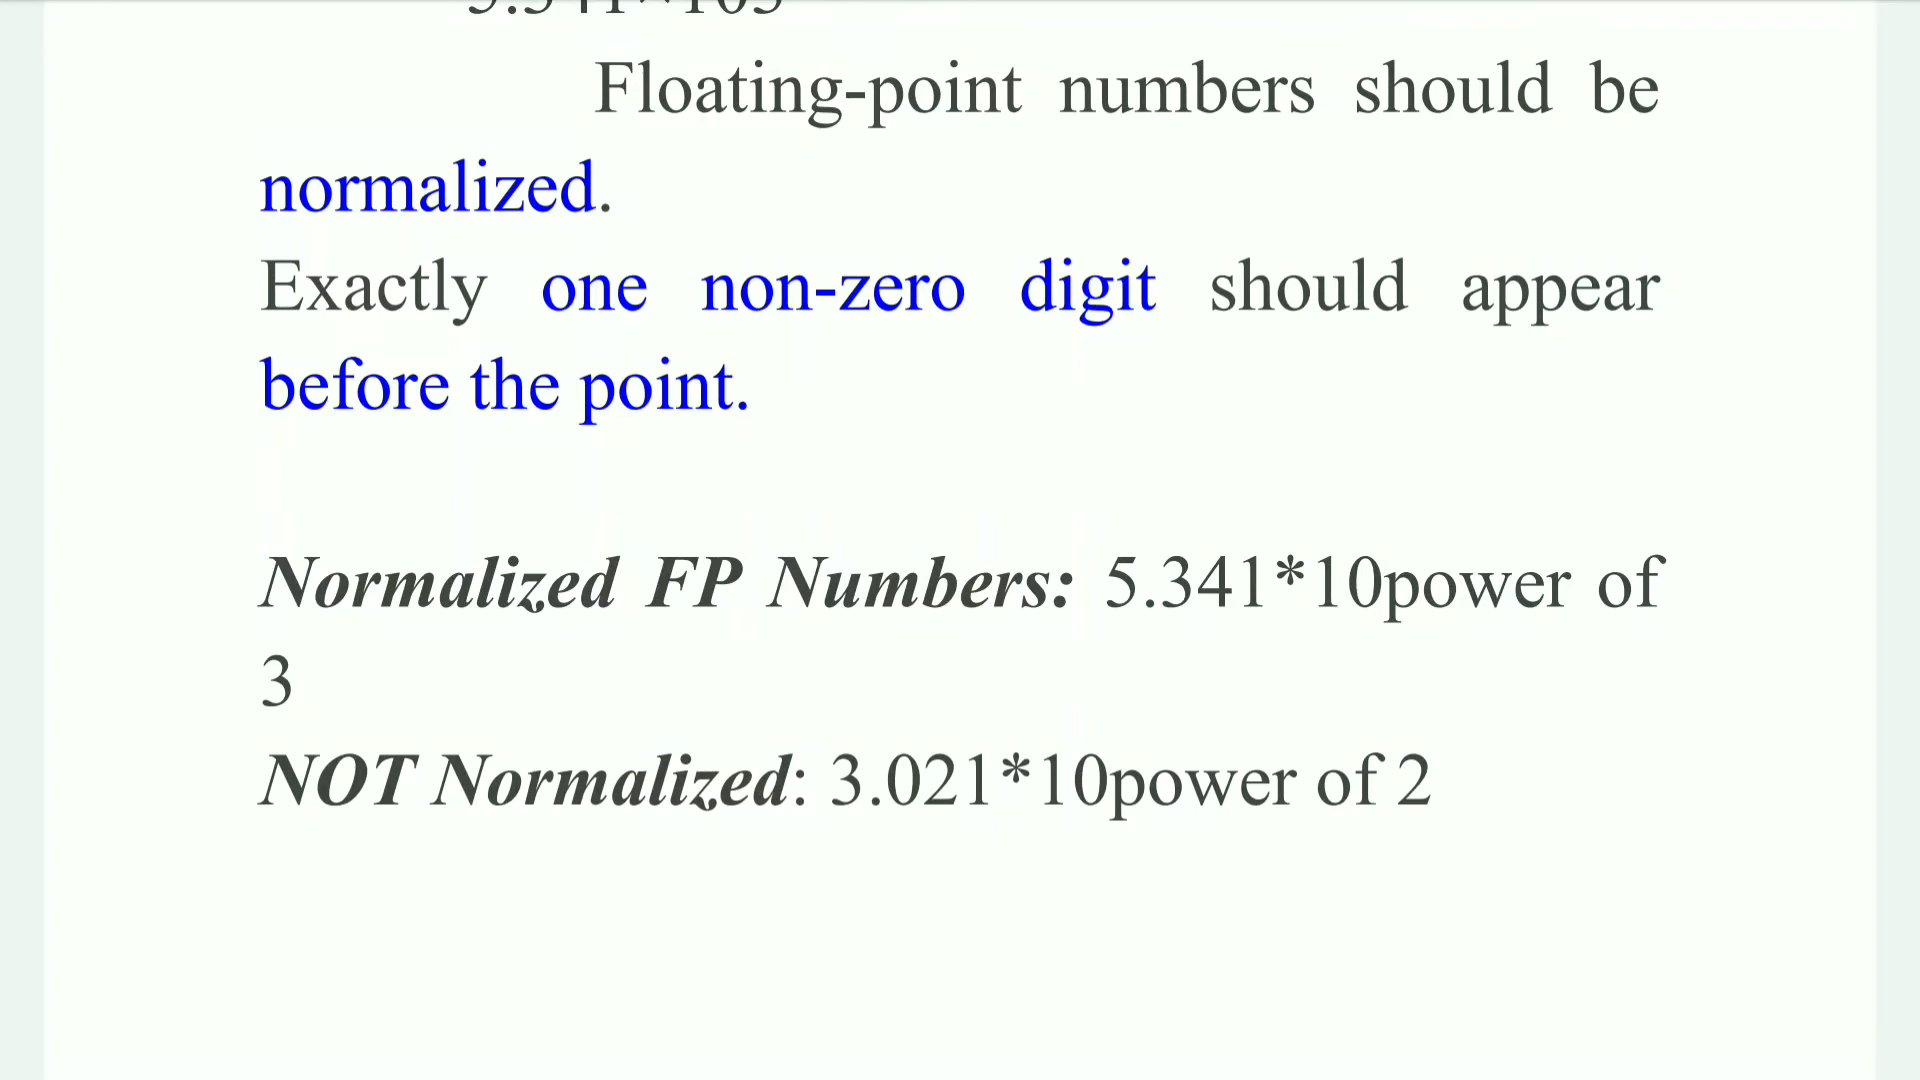 Floating-point numbers should be
normalized.
Exactly one non-zero digit should appear
before the point.
Normalized FP Numbers: 5.341*10power of
3
NOT Normalized: 3.021*10power of 2